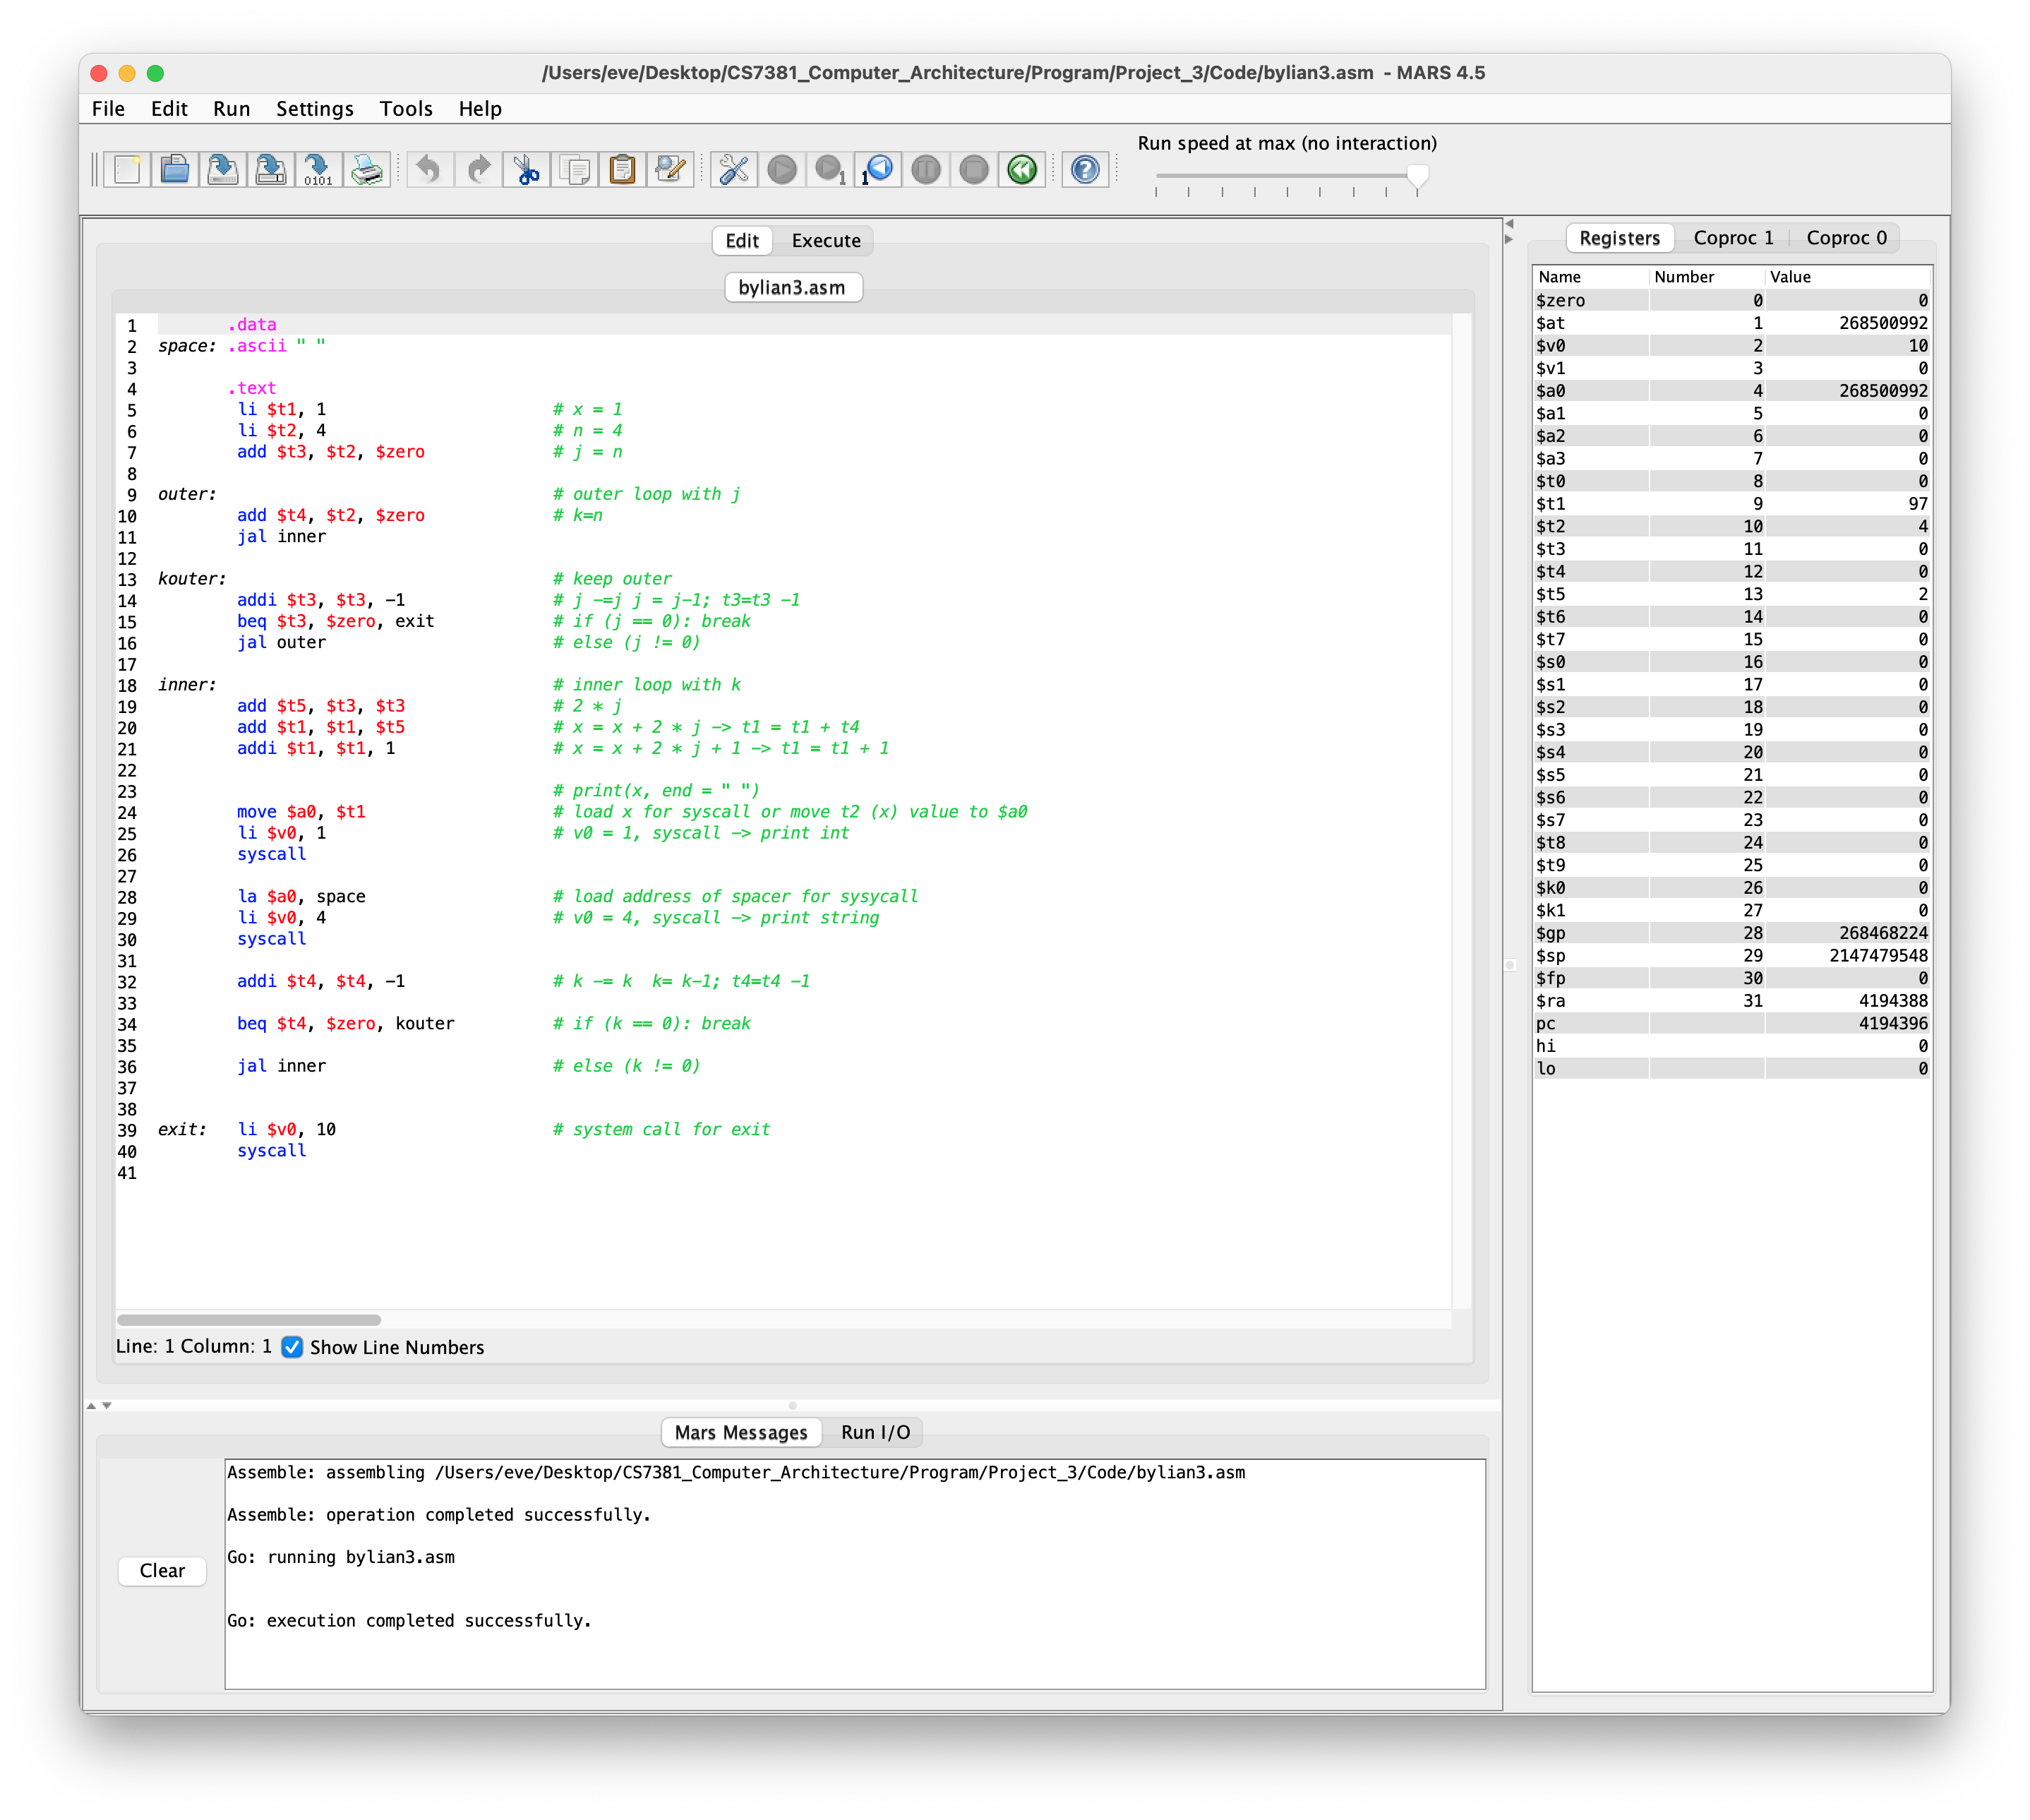 /Users/eve/Desktop/CS7381_Computer_Architecture/Program/Project_3/Code/bylian3.asm - MARS 4.5
File Edit Run Settings Tools Help
Run speed at max (no interaction)
0101
1
1
Edit Execute
bylian3.asm
1 .data
2 space: .ascii " "
3
4 .text
5 li $t1, 1 # x = 1
6 li $t2, 4 # n = 4
7 add $t3, $t2, $zero # j = n
8
9 outer: # outer loop with j
10 add $t4, $t2, $zero # k=n
11 jal inner
12
13 kouter: # keep outer
14 addi $t3, $t3, -1 # j -=j j = j-1; t3=t3 -1
15 beq $t3, $zero, exit # if (j == 0): break
16 jal outer # else (j != 0)
17
18 inner: # inner loop with k
19 add $t5, $t3, $t3 # 2 * j
20 add $t1, $t1, $t5 # x = x + 2 * j -> t1 = t1 + t4
21 addi $t1, $t1, 1 # x = x + 2 * j + 1 -> t1 = t1 + 1
22
23 # print(x, end = " ")
24 move $a0, $t1 # load x for syscall or move t2 (x) value to $a0
25 li $v0, 1 # v0 = 1, syscall -> print int
26 syscall
27
28 la $a0, space # load address of spacer for sysycall
29 li $v0, 4 # v0 = 4, syscall -> print string
30 syscall
31
32 addi $t4, $t4, -1 # k -= k  k= k-1; t4=t4 -1
33
34 beq $t4, $zero, kouter # if (k == 0): break
35
36 jal inner # else (k != 0)
37
38
39 exit: li $v0, 10 # system call for exit
40 syscall
41
Line: 1 Column: 1 Show Line Numbers
Mars Messages Run I/O
Assemble: assembling /Users/eve/Desktop/CS7381_Computer_Architecture/Program/Project_3/Code/bylian3.asm
Assemble: operation completed successfully.
Go: running bylian3.asm
Go: execution completed successfully.
Clear
Registers Coproc 1 Coproc 0
Name Number Value
$zero 0 0
$at 1 268500992
$v0 2 10
$v1 3 0
$a0 4 268500992
$a1 5 0
$a2 6 0
$a3 7 0
$t0 8 0
$t1 9 97
$t2 10 4
$t3 11 0
$t4 12 0
$t5 13 2
$t6 14 0
$t7 15 0
$s0 16 0
$s1 17 0
$s2 18 0
$s3 19 0
$s4 20 0
$s5 21 0
$s6 22 0
$s7 23 0
$t8 24 0
$t9 25 0
$k0 26 0
$k1 27 0
$gp 28 268468224
$sp 29 2147479548
$fp 30 0
$ra 31 4194388
pc 4194396
hi 0
lo 0